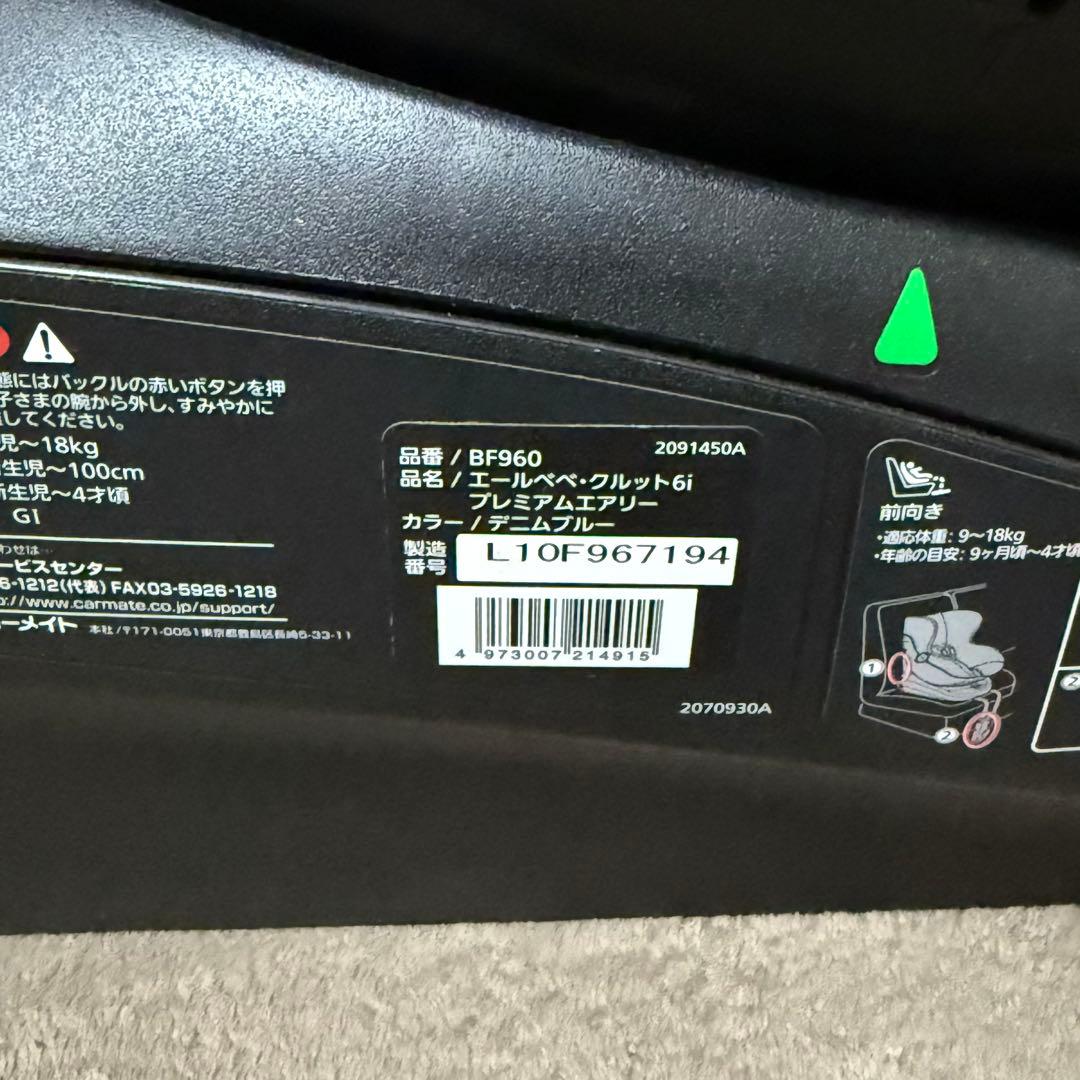 態にはバックルの赤いボタンを押
子さまの腕から外し、すみやかに
してください。
児～18kg
生児～100cm
新生児～4才頃
GI
わせは…
ービスセンター
6-1212(代表) FAX03-5926-1218
://www.carmate.co.jp/support/
ーメイト 本社/〒171-0051東京都豊島区長崎5-33-11
2091450A
品番 / BF960
品名 / エールベベ・クルット6i
プレミアムエアリー
カラー / デニムブルー
製造番号 L10F967194
4 973007 214915
2070930A
前向き
・適応体重: 9～18kg
・年齢の目安: 9ヶ月頃～4才頃
1
2
2